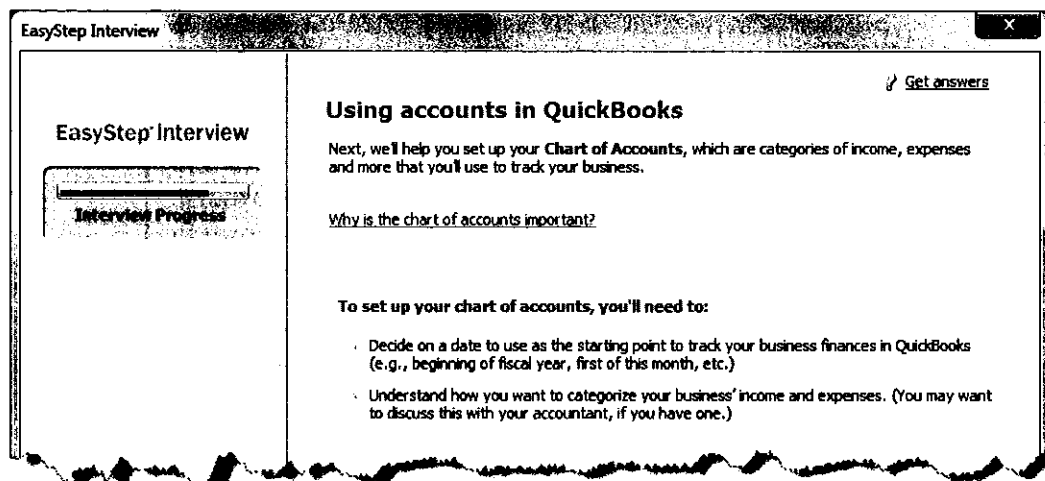 EasyStep Interview
X
Get answers
Using accounts in QuickBooks
EasyStep Interview
Next, we'll help you set up your Chart of Accounts, which are categories of income, expenses
and more that you'll use to track your business.
Interview Progress
Why is the chart of accounts important?
To set up your chart of accounts, you'll need to:
Decide on a date to use as the starting point to track your business finances in QuickBooks
(e.g., beginning of fiscal year, first of this month, etc.)
Understand how you want to categorize your business' income and expenses. (You may want
to discuss this with your accountant, if you have one.)